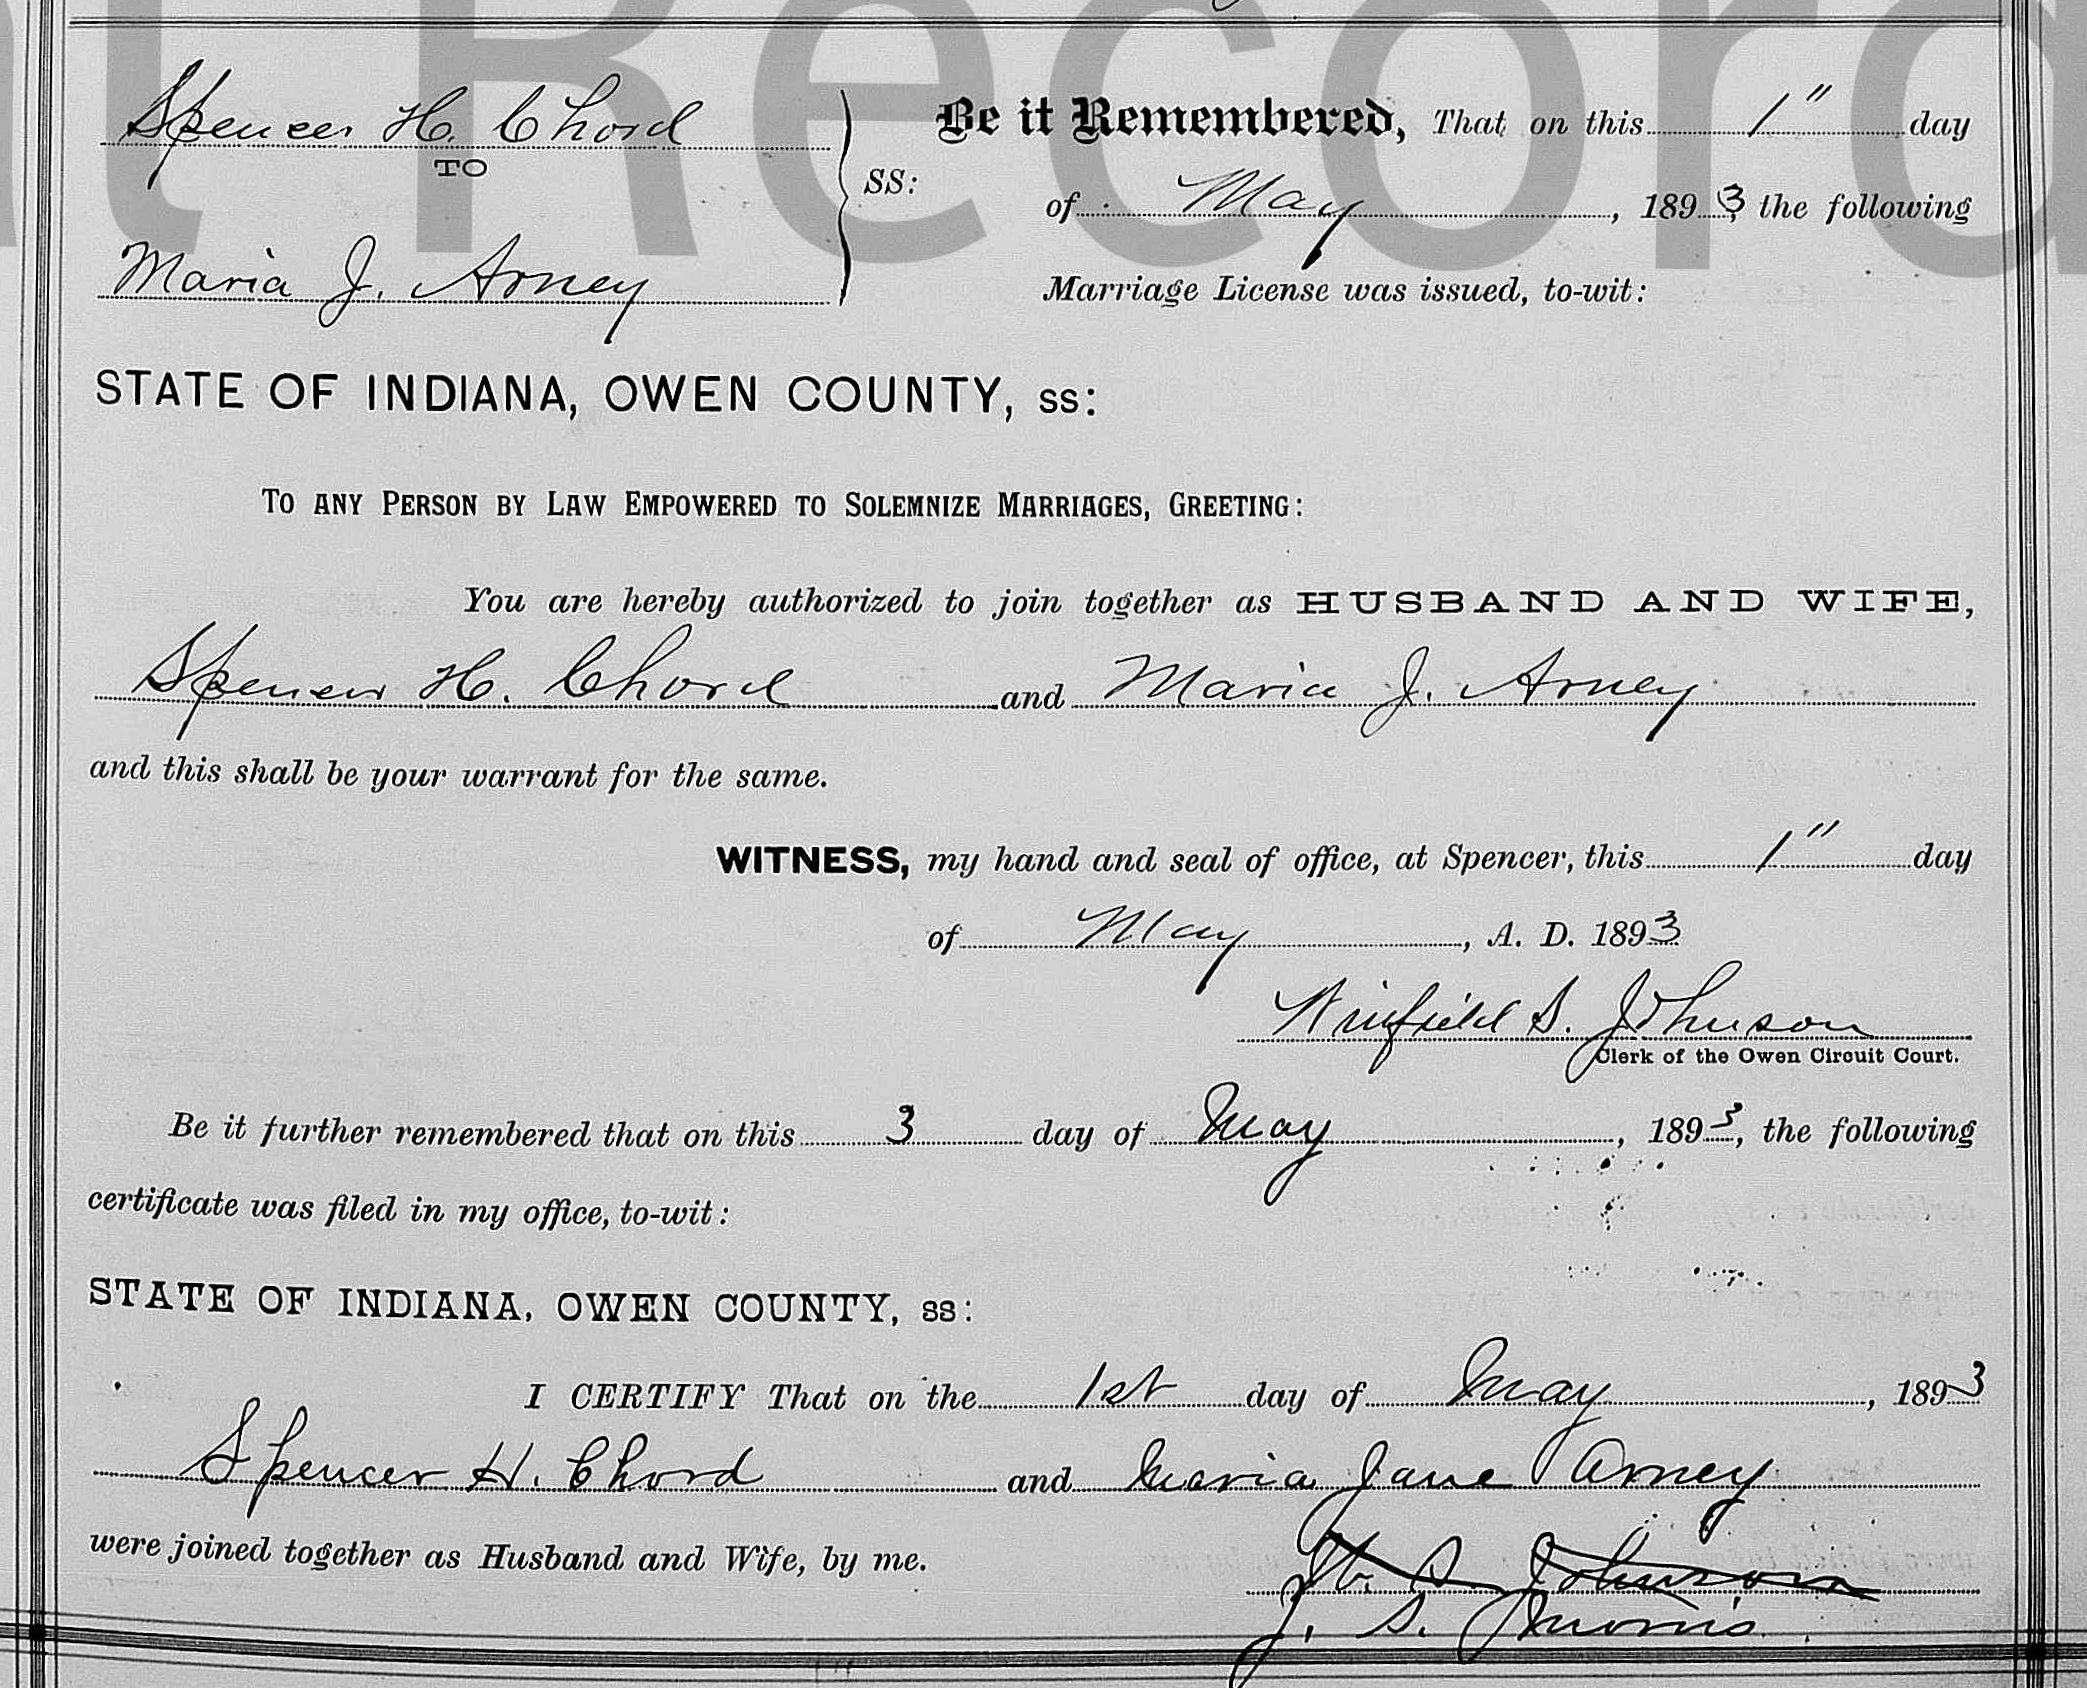 t Record
Spencer H. Chord
TO
Maria J. Arney
SS:
Be it Remembered, That on this 1" day
of May, 1893, the following
Marriage License was issued, to-wit:
STATE OF INDIANA, OWEN COUNTY, ss:
TO ANY PERSON BY LAW EMPOWERED TO SOLEMNIZE MARRIAGES, GREETING:
You are hereby authorized to join together as HUSBAND AND WIFE,
Spencer H. Chord and Maria J. Arney
and this shall be your warrant for the same.
WITNESS, my hand and seal of office, at Spencer, this 1" day
of May, A. D. 1893
Winfield S. Johnson
Clerk of the Owen Circuit Court.
Be it further remembered that on this 3 day of May, 1893, the following
certificate was filed in my office, to-wit:
STATE OF INDIANA, OWEN COUNTY, ss:
I CERTIFY That on the 1st day of May, 1893
Spencer H. Chord and Maria Jane Arney
were joined together as Husband and Wife, by me.
S. Johnson
J. S. Morris